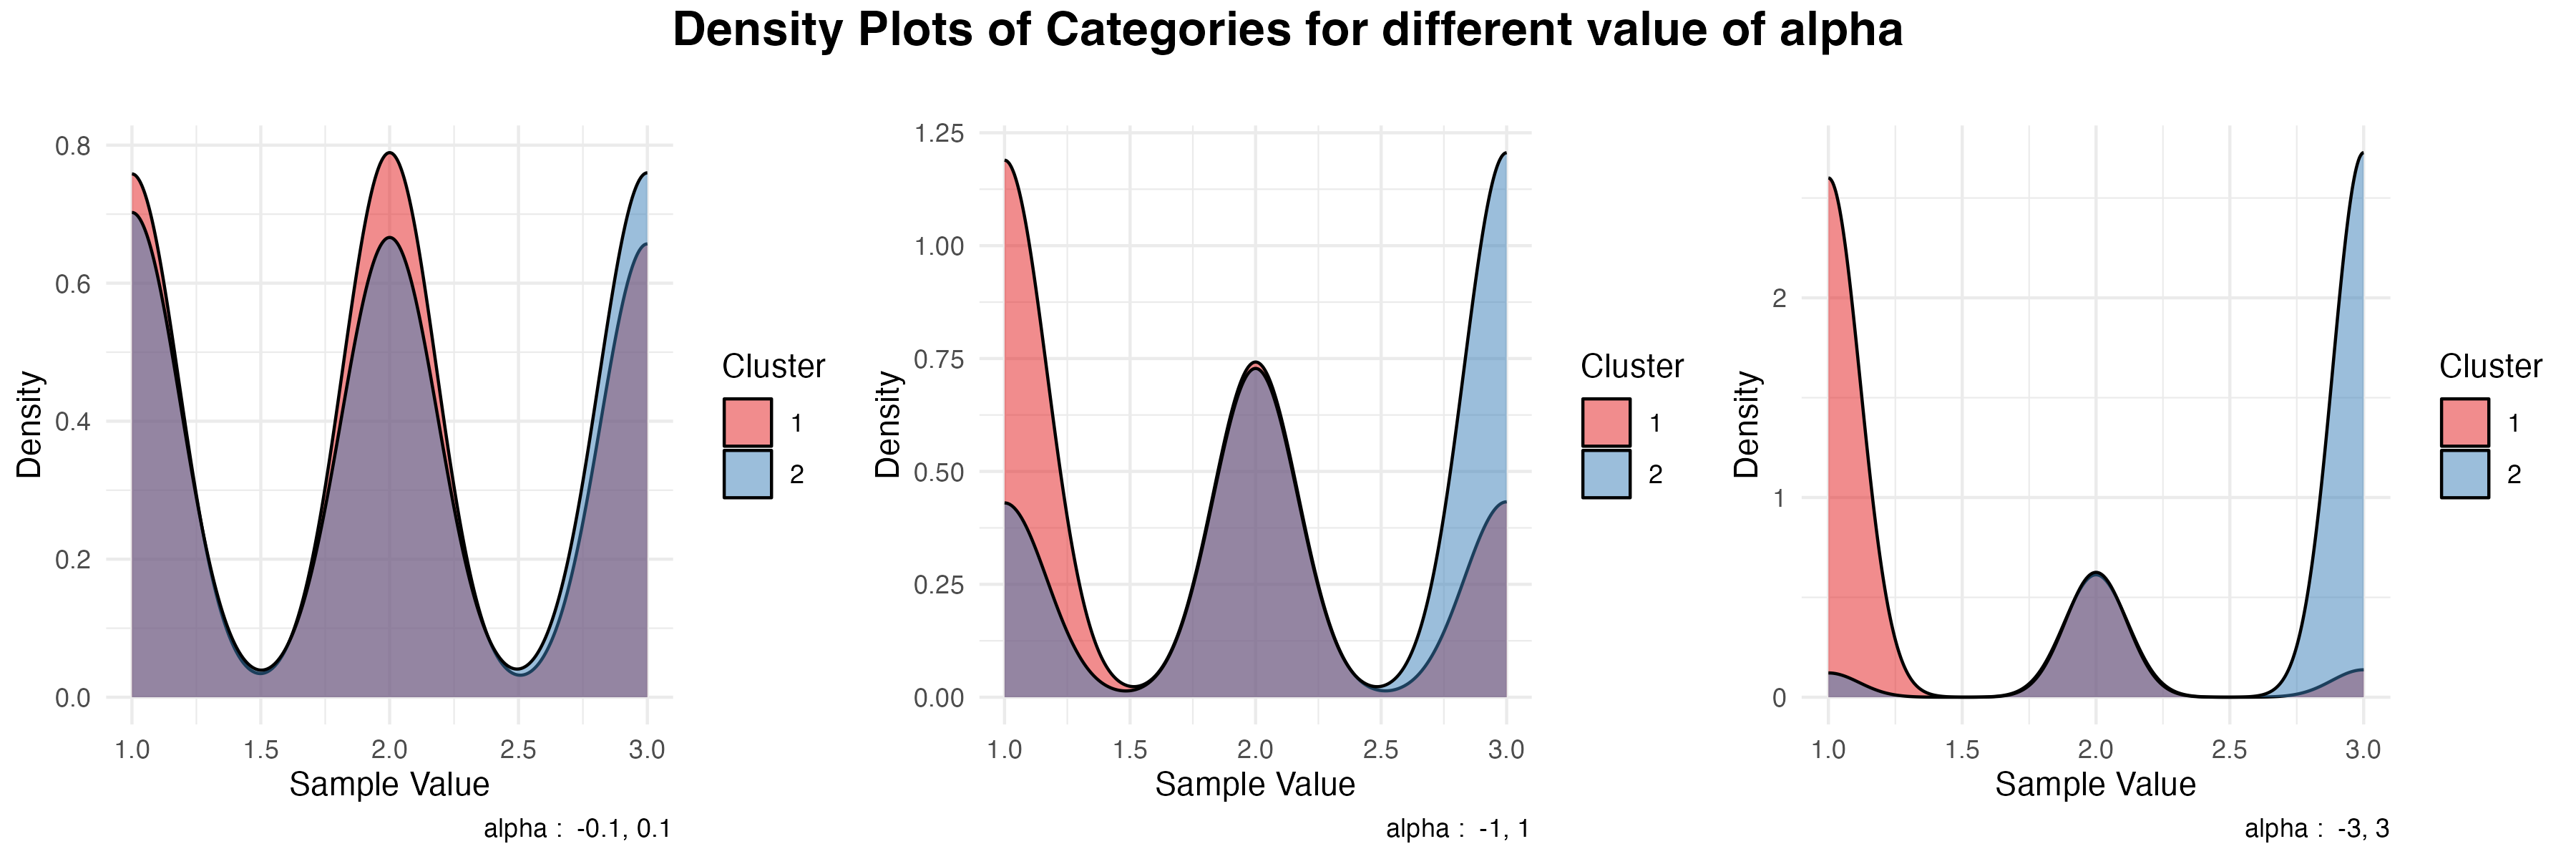 Density Plots of Categories for different value of alpha
Density
0.8
0.6
0.4
0.2
0.0
1.0 1.5 2.0 2.5 3.0
Sample Value
alpha : -0.1, 0.1
Cluster
1
2
Density
1.25
1.00
0.75
0.50
0.25
0.00
1.0 1.5 2.0 2.5 3.0
Sample Value
alpha : -1, 1
Cluster
1
2
Density
2
1
0
1.0 1.5 2.0 2.5 3.0
Sample Value
alpha : -3, 3
Cluster
1
2